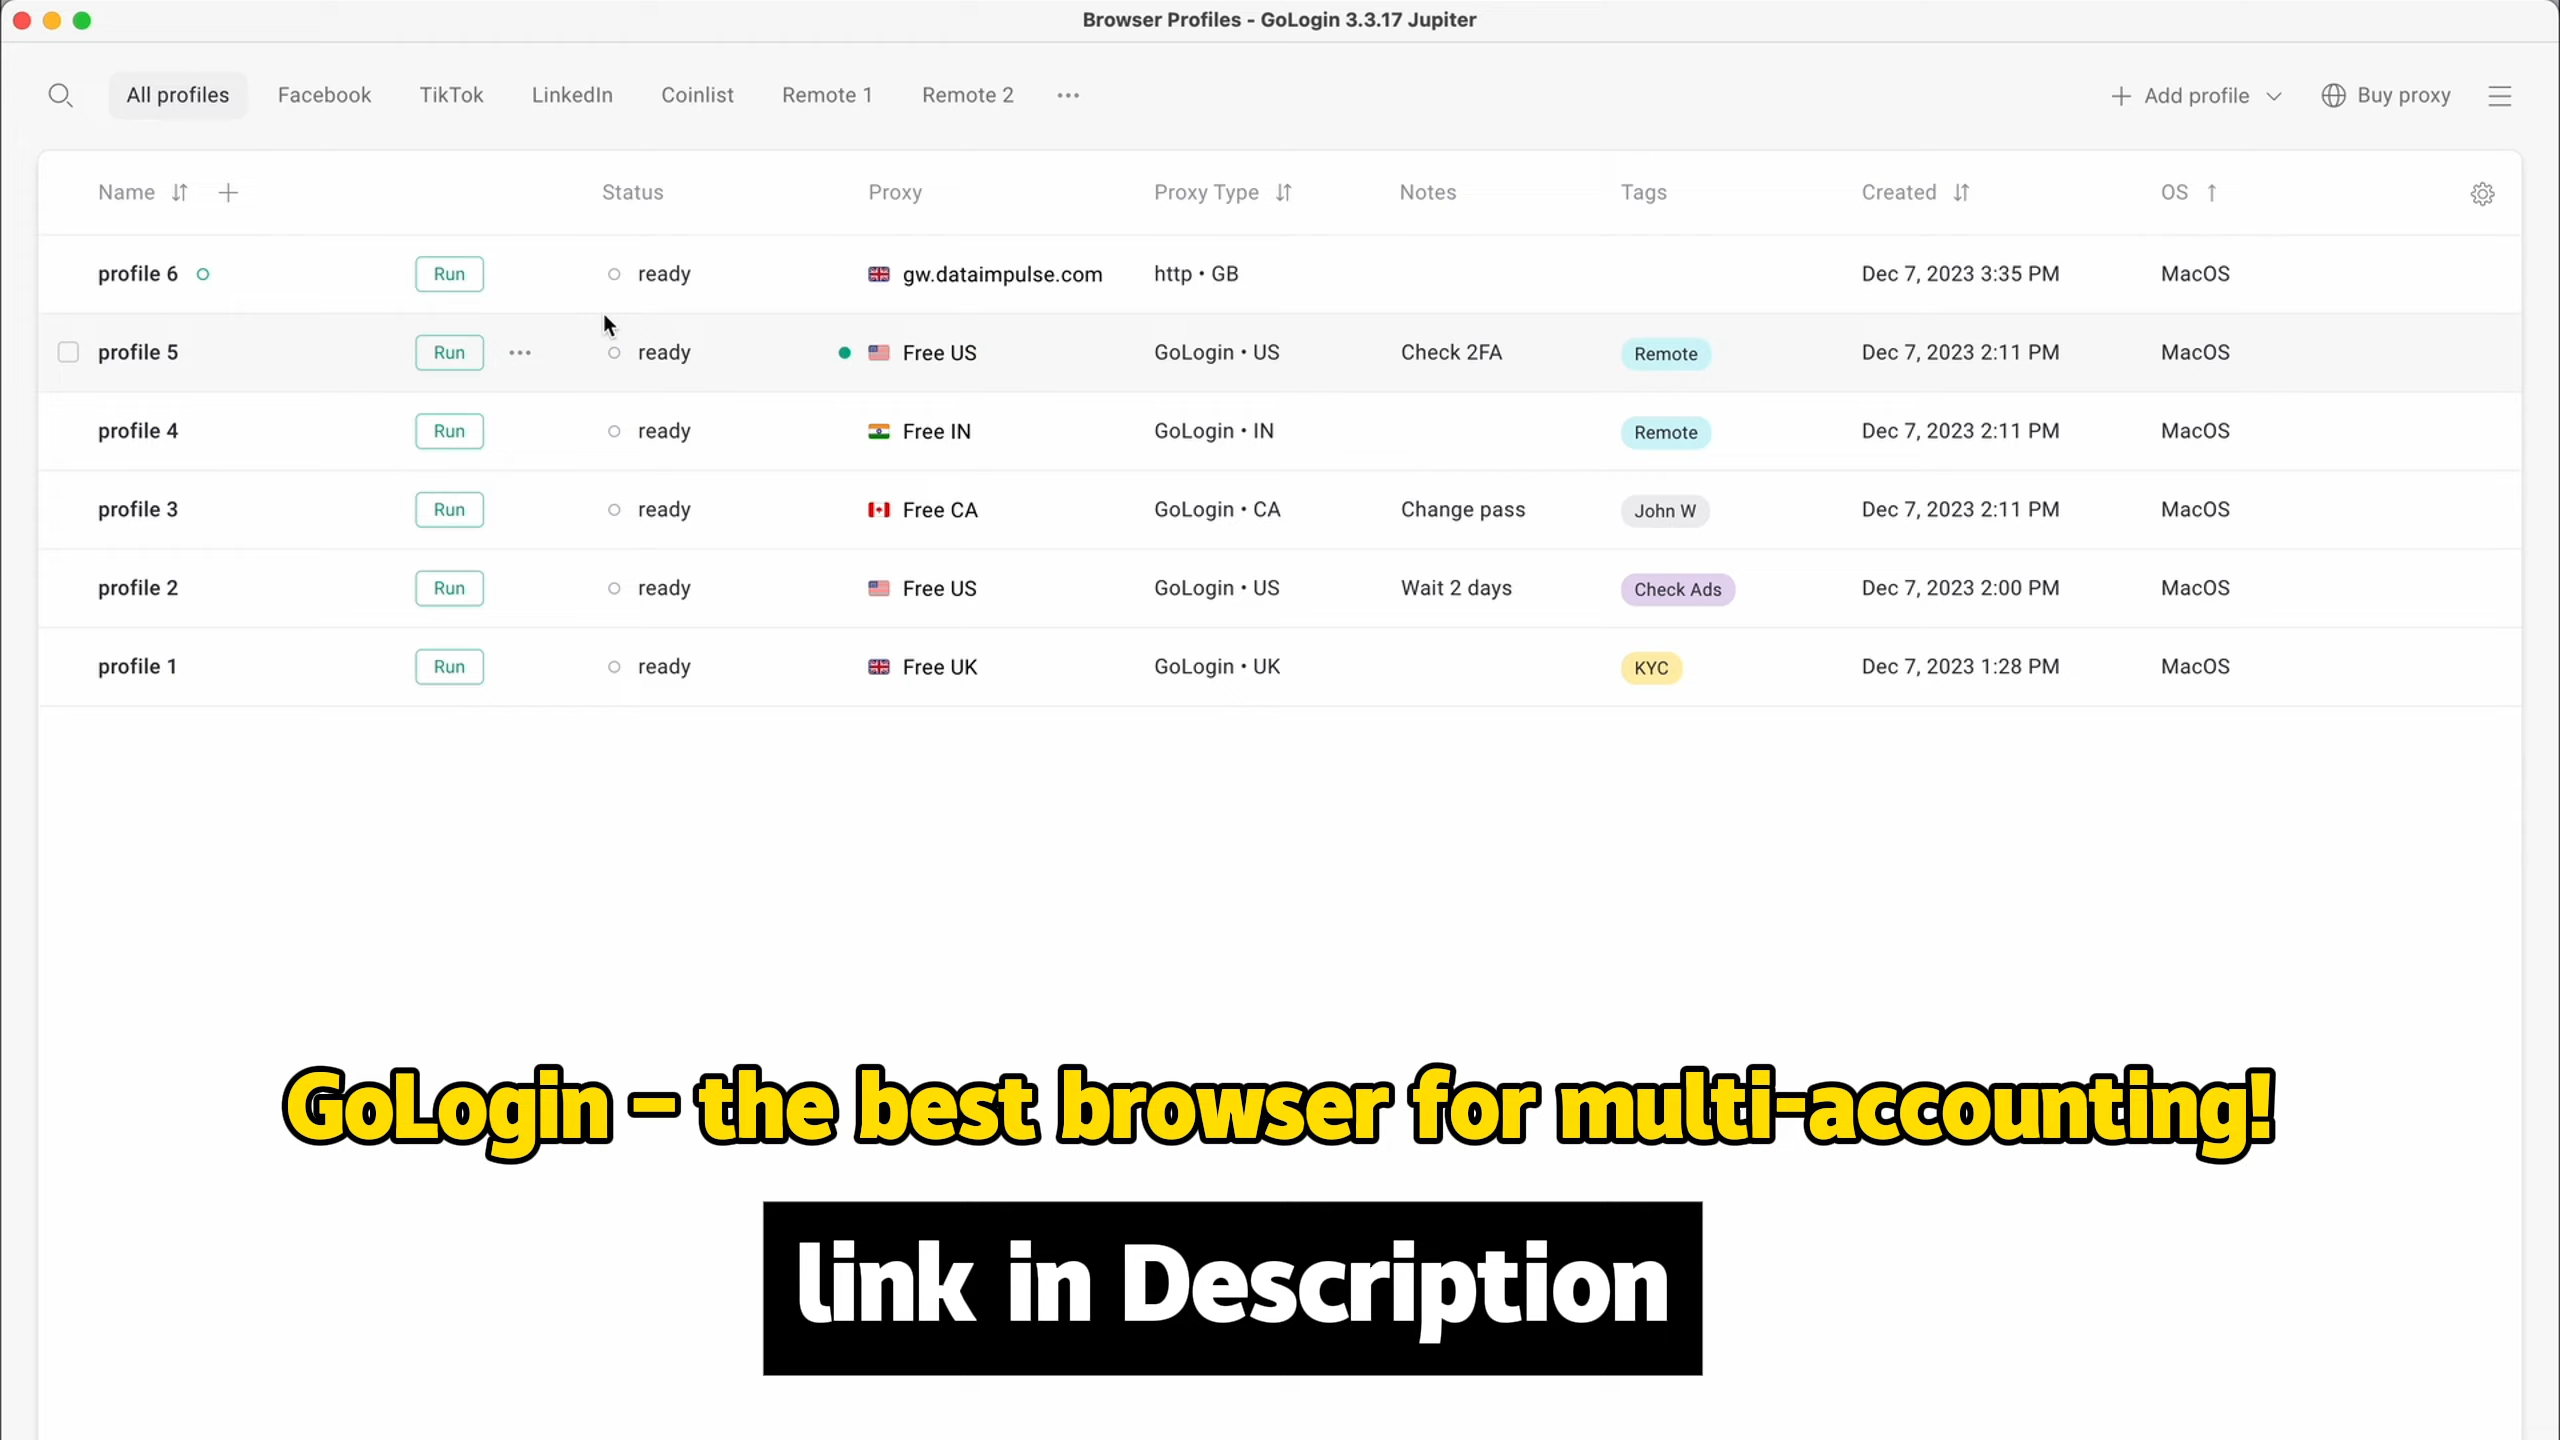 Browser Profiles - GoLogin 3.3.17 Jupiter
All profiles Facebook TikTok LinkedIn Coinlist Remote 1 Remote 2 Add profile Buy proxy
Name Status Proxy Proxy Type Notes Tags Created OS
profile 6 Run ready gw.dataimpulse.com http • GB Dec 7, 2023 3:35 PM MacOS
profile 5 Run ready Free US GoLogin • US Check 2FA Remote Dec 7, 2023 2:11 PM MacOS
profile 4 Run ready Free IN GoLogin • IN Remote Dec 7, 2023 2:11 PM MacOS
profile 3 Run ready Free CA GoLogin • CA Change pass John W Dec 7, 2023 2:11 PM MacOS
profile 2 Run ready Free US GoLogin • US Wait 2 days Check Ads Dec 7, 2023 2:00 PM MacOS
profile 1 Run ready Free UK GoLogin • UK KYC Dec 7, 2023 1:28 PM MacOS
GoLogin – the best browser for multi-accounting!
link in Description